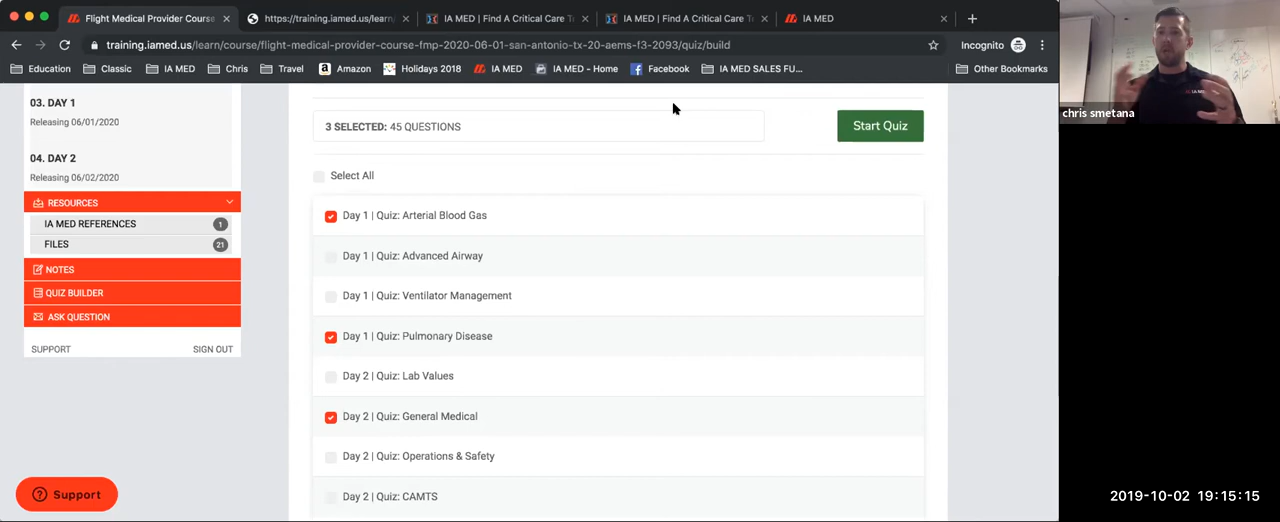 Flight Medical Provider Course
https://training.iamed.us/learn/
IA MED | Find A Critical Care T
IA MED | Find A Critical Care T
IA MED
training.iamed.us/learn/course/flight-medical-provider-course-fmp-2020-06-01-san-antonio-tx-20-aems-f3-2093/quiz/build
Incognito
Education
Classic
IA MED
Chris
Travel
Amazon
Holidays 2018
IA MED
IA MED - Home
Facebook
IA MED SALES FU...
Other Bookmarks
03. DAY 1
Releasing 06/01/2020
04. DAY 2
Releasing 06/02/2020
RESOURCES
IA MED REFERENCES 1
FILES 21
NOTES
QUIZ BUILDER
ASK QUESTION
SUPPORT
SIGN OUT
Support
3 SELECTED: 45 QUESTIONS
Start Quiz
Select All
Day 1 | Quiz: Arterial Blood Gas
Day 1 | Quiz: Advanced Airway
Day 1 | Quiz: Ventilator Management
Day 1 | Quiz: Pulmonary Disease
Day 2 | Quiz: Lab Values
Day 2 | Quiz: General Medical
Day 2 | Quiz: Operations & Safety
Day 2 | Quiz: CAMTS
chris smetana
2019-10-02 19:15:15